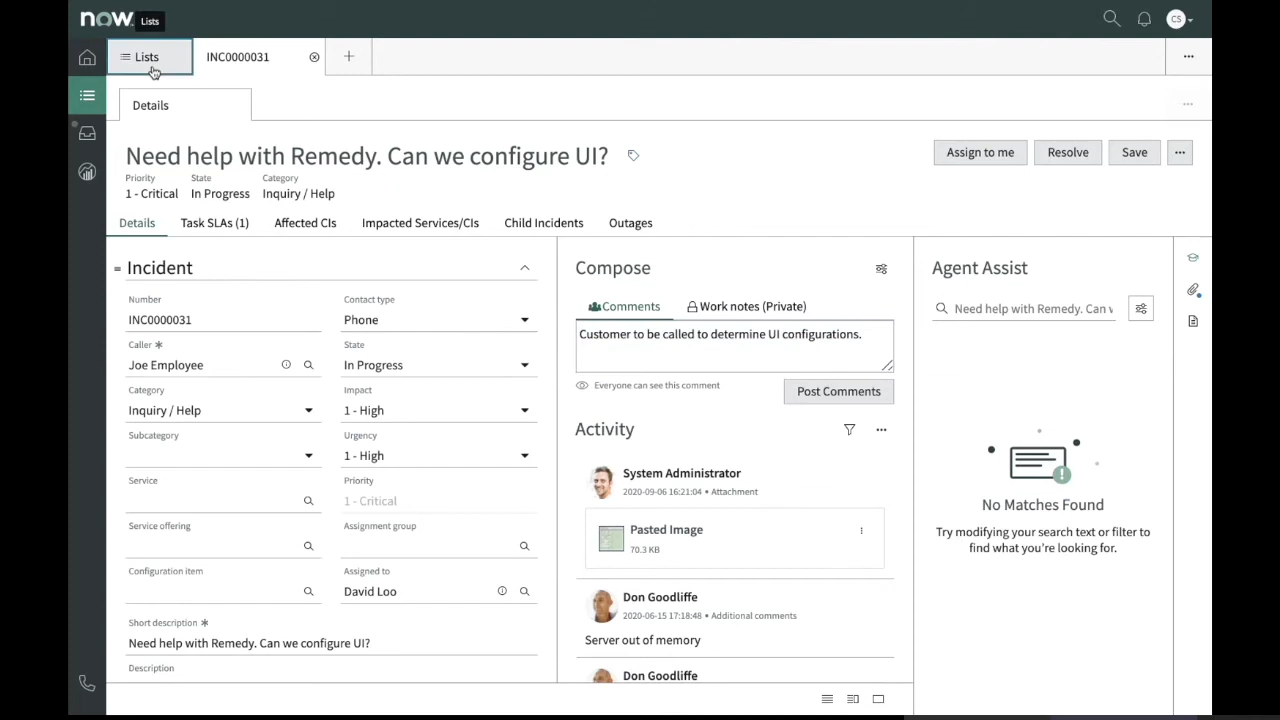 now.
Lists
CS
Lists
INC0000031
Details
Need help with Remedy. Can we configure UI?
Assign to me
Resolve
Save
Priority
State
Category
1 - Critical
In Progress
Inquiry / Help
Details
Task SLAs (1)
Affected CIs
Impacted Services/CIs
Child Incidents
Outages
Incident
Number
INC0000031
Contact type
Phone
Caller
Joe Employee
State
In Progress
Category
Inquiry / Help
Impact
1 - High
Subcategory
Urgency
1 - High
Service
Priority
1 - Critical
Service offering
Assignment group
Configuration item
Assigned to
David Loo
Short description
Need help with Remedy. Can we configure UI?
Description
Compose
Comments
Work notes (Private)
Customer to be called to determine UI configurations.
Everyone can see this comment
Post Comments
Activity
System Administrator
2020-09-06 16:21:04 • Attachment
Pasted Image
70.3 KB
Don Goodliffe
2020-06-15 17:18:48 • Additional comments
Server out of memory
Don Goodliffe
Agent Assist
Need help with Remedy. Can w
No Matches Found
Try modifying your search text or filter to
find what you're looking for.